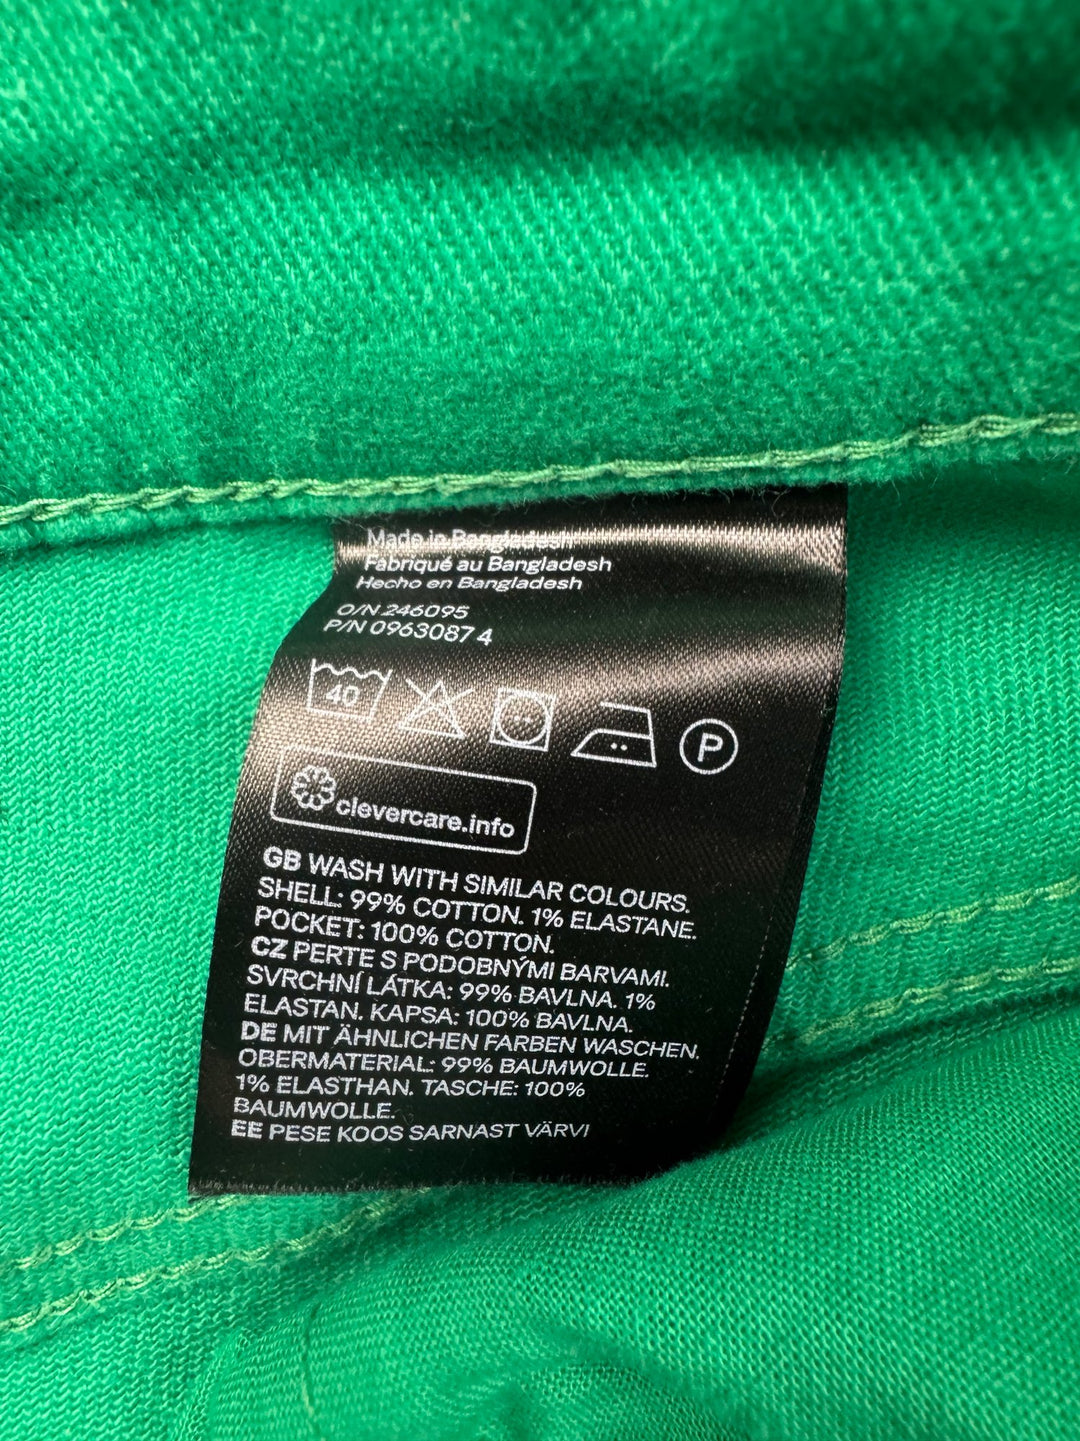 Made in Bangladesh
Fabriqué au Bangladesh
Hecho en Bangladesh
O/N 246095
P/N 0963087 4
40
P
clevercare.info
GB WASH WITH SIMILAR COLOURS.
SHELL: 99% COTTON. 1% ELASTANE.
POCKET: 100% COTTON.
CZ PERTE S PODOBNÝMI BARVAMI.
SVRCHNÍ LÁTKA: 99% BAVLNA. 1%
ELASTAN. KAPSA: 100% BAVLNA.
DE MIT ÄHNLICHEN FARBEN WASCHEN.
OBERMATERIAL: 99% BAUMWOLLE.
1% ELASTHAN. TASCHE: 100%
BAUMWOLLE.
EE PESE KOOS SARNAST VÄRVI